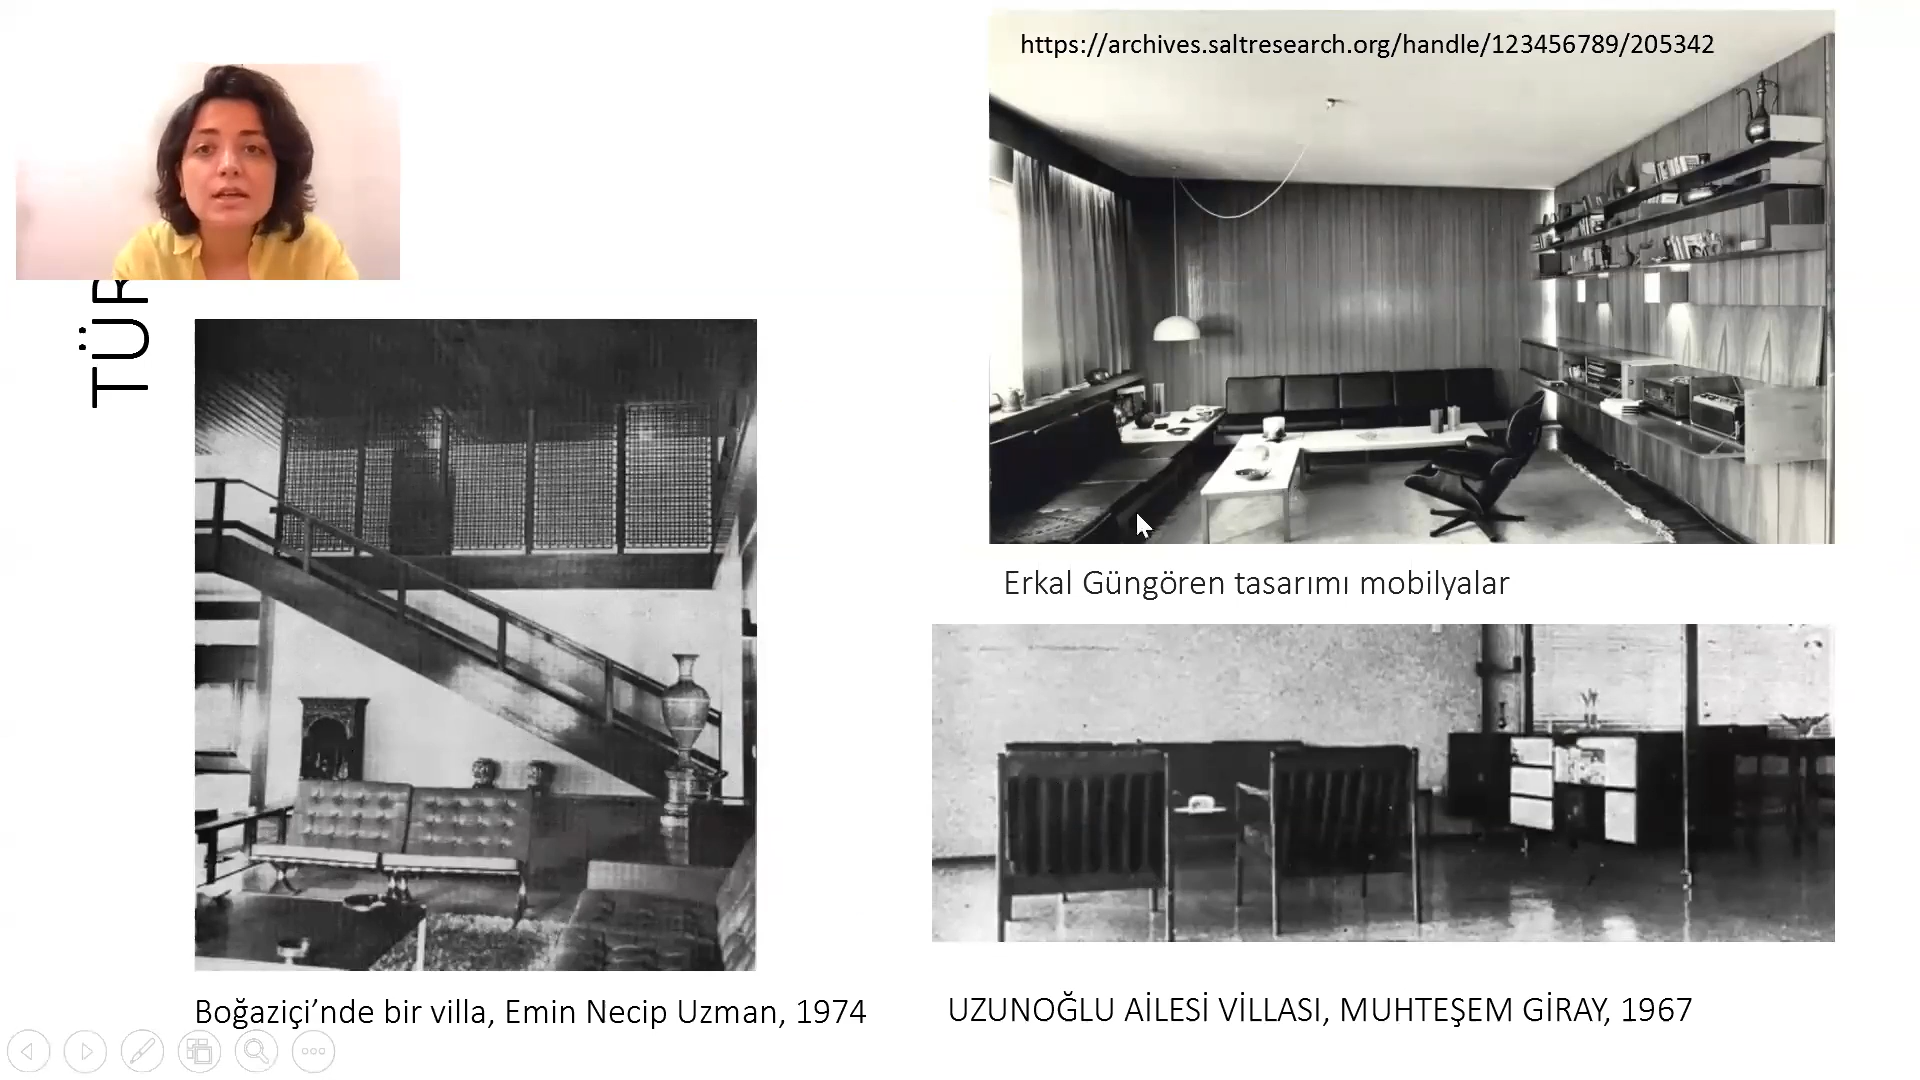 https://archives.saltresearch.org/handle/123456789/205342
TÜR
Erkal Güngören tasarımı mobilyalar
Boğaziçi’nde bir villa, Emin Necip Uzman, 1974
UZUNOĞLU AİLESİ VİLLASI, MUHTEŞEM GİRAY, 1967